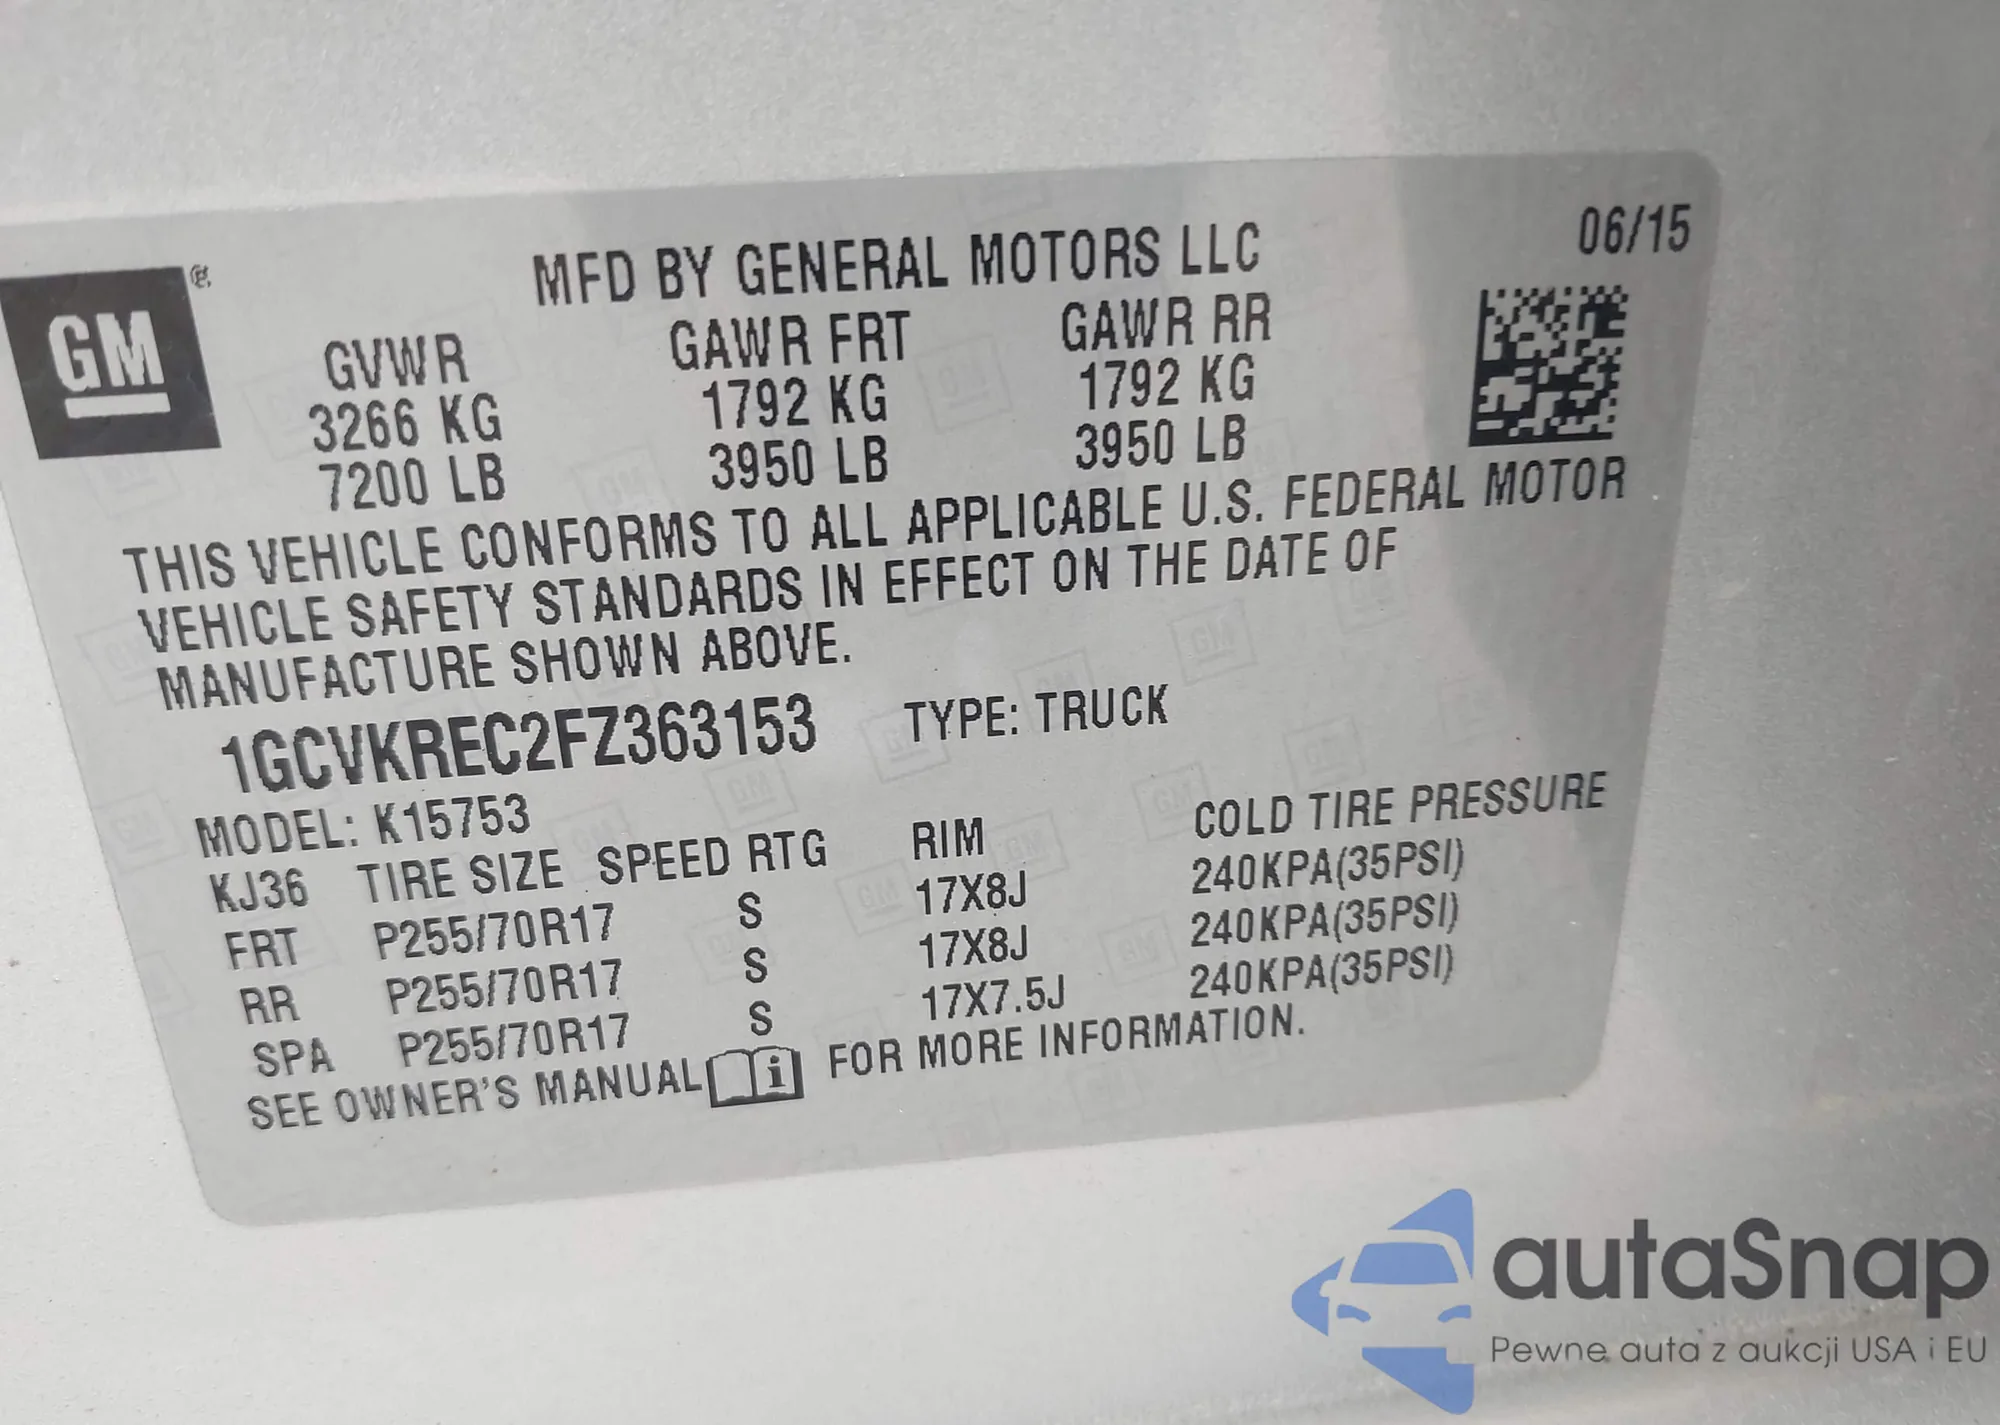 MFD BY GENERAL MOTORS LLC 06/15
GM ®
GVWR GAWR FRT GAWR RR
3266 KG 1792 KG 1792 KG
7200 LB 3950 LB 3950 LB
THIS VEHICLE CONFORMS TO ALL APPLICABLE U.S. FEDERAL MOTOR
VEHICLE SAFETY STANDARDS IN EFFECT ON THE DATE OF
MANUFACTURE SHOWN ABOVE.
1GCVKREC2FZ363153 TYPE: TRUCK
MODEL: K15753
KJ36 TIRE SIZE SPEED RTG RIM COLD TIRE PRESSURE
FRT P255/70R17 S 17X8J 240KPA(35PSI)
RR P255/70R17 S 17X8J 240KPA(35PSI)
SPA P255/70R17 S 17X7.5J 240KPA(35PSI)
SEE OWNER'S MANUAL i FOR MORE INFORMATION.
autaSnap
Pewne auta z aukcji USA i EU